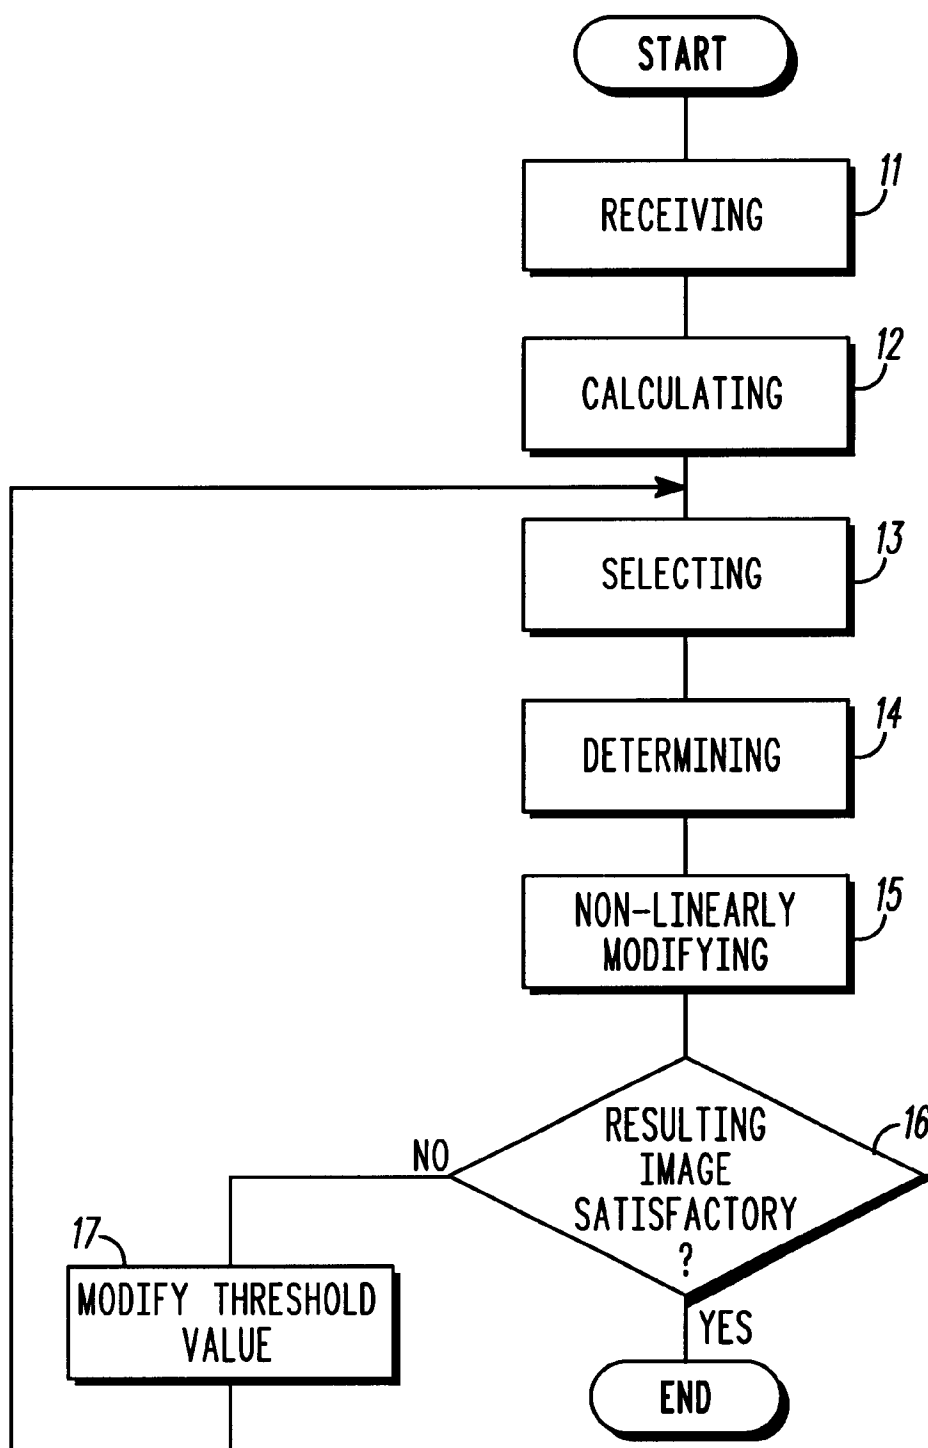 START
RECEIVING
11
CALCULATING
12
SELECTING
13
DETERMINING
14
NON-LINEARLY
MODIFYING
15
RESULTING
IMAGE
SATISFACTORY
?
16
NO
17
MODIFY THRESHOLD
VALUE
YES
END